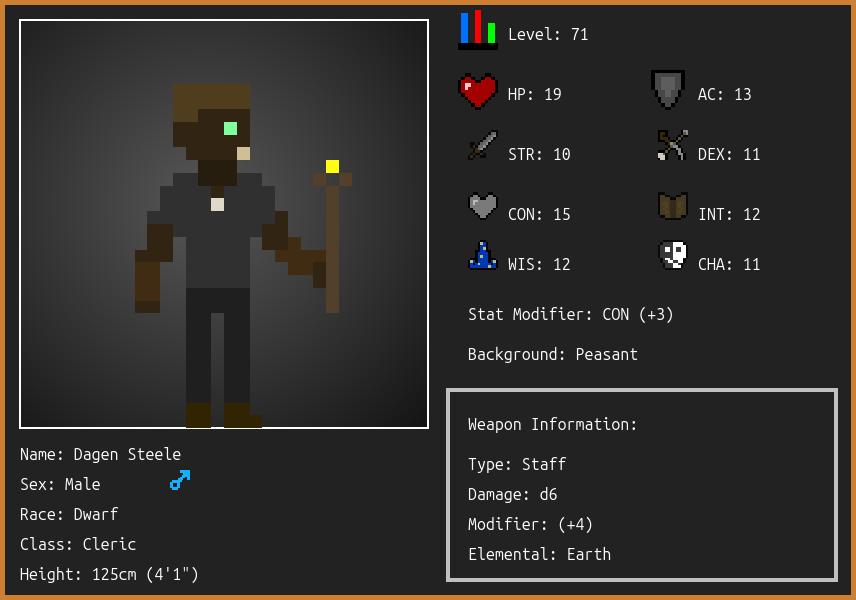 Level: 71
HP: 19
AC: 13
STR: 10
DEX: 11
CON: 15
INT: 12
WIS: 12
CHA: 11
Stat Modifier: CON (+3)
Background: Peasant
Weapon Information:
Type: Staff
Damage: d6
Modifier: (+4)
Elemental: Earth
Name: Dagen Steele
Sex: Male
Race: Dwarf
Class: Cleric
Height: 125cm (4'1")